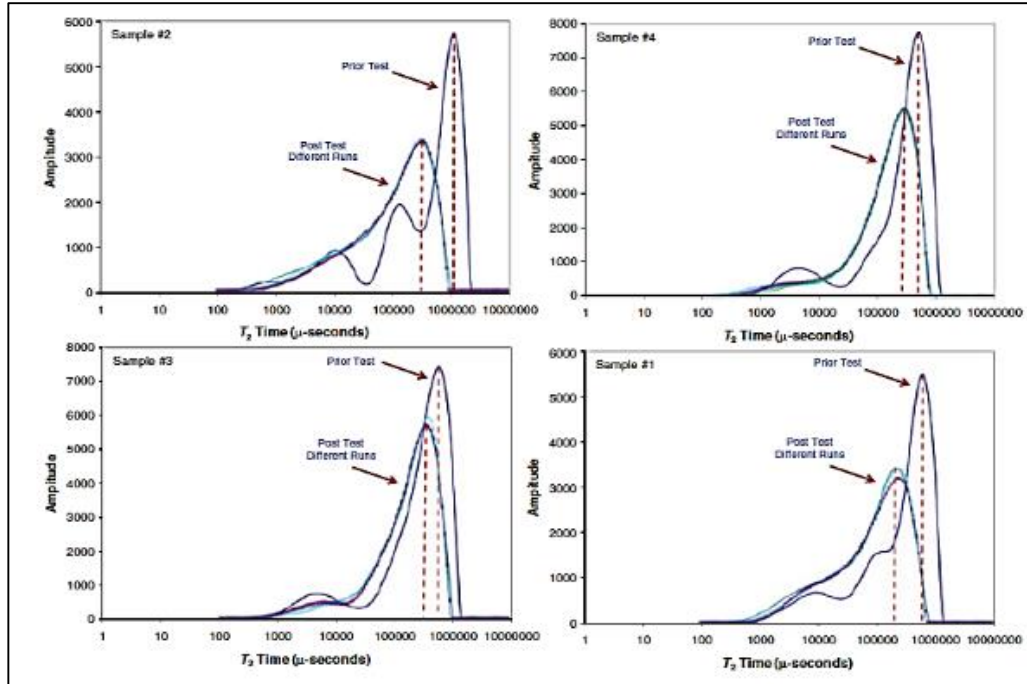 Sample #2
Prior Test
Post Test
Different Runs
Amplitude
6000
5000
4000
3000
2000
1000
0
1 10 100 1000 10000 100000 1000000 10000000
T2 Time (μ-seconds)
Sample #4
Prior Test
Post Test
Different Runs
Amplitude
8000
7000
6000
5000
4000
3000
2000
1000
0
1 10 100 1000 10000 100000 1000000 10000000
T2 Time (μ-seconds)
Sample #3
Prior Test
Post Test
Different Runs
Amplitude
8000
7000
6000
5000
4000
3000
2000
1000
0
1 10 100 1000 10000 100000 1000000 10000000
T2 Time (μ-seconds)
Sample #1
Prior Test
Post Test
Different Runs
Amplitude
6000
5000
4000
3000
2000
1000
0
1 10 100 1000 10000 100000 1000000 10000000
T2 Time (μ-seconds)